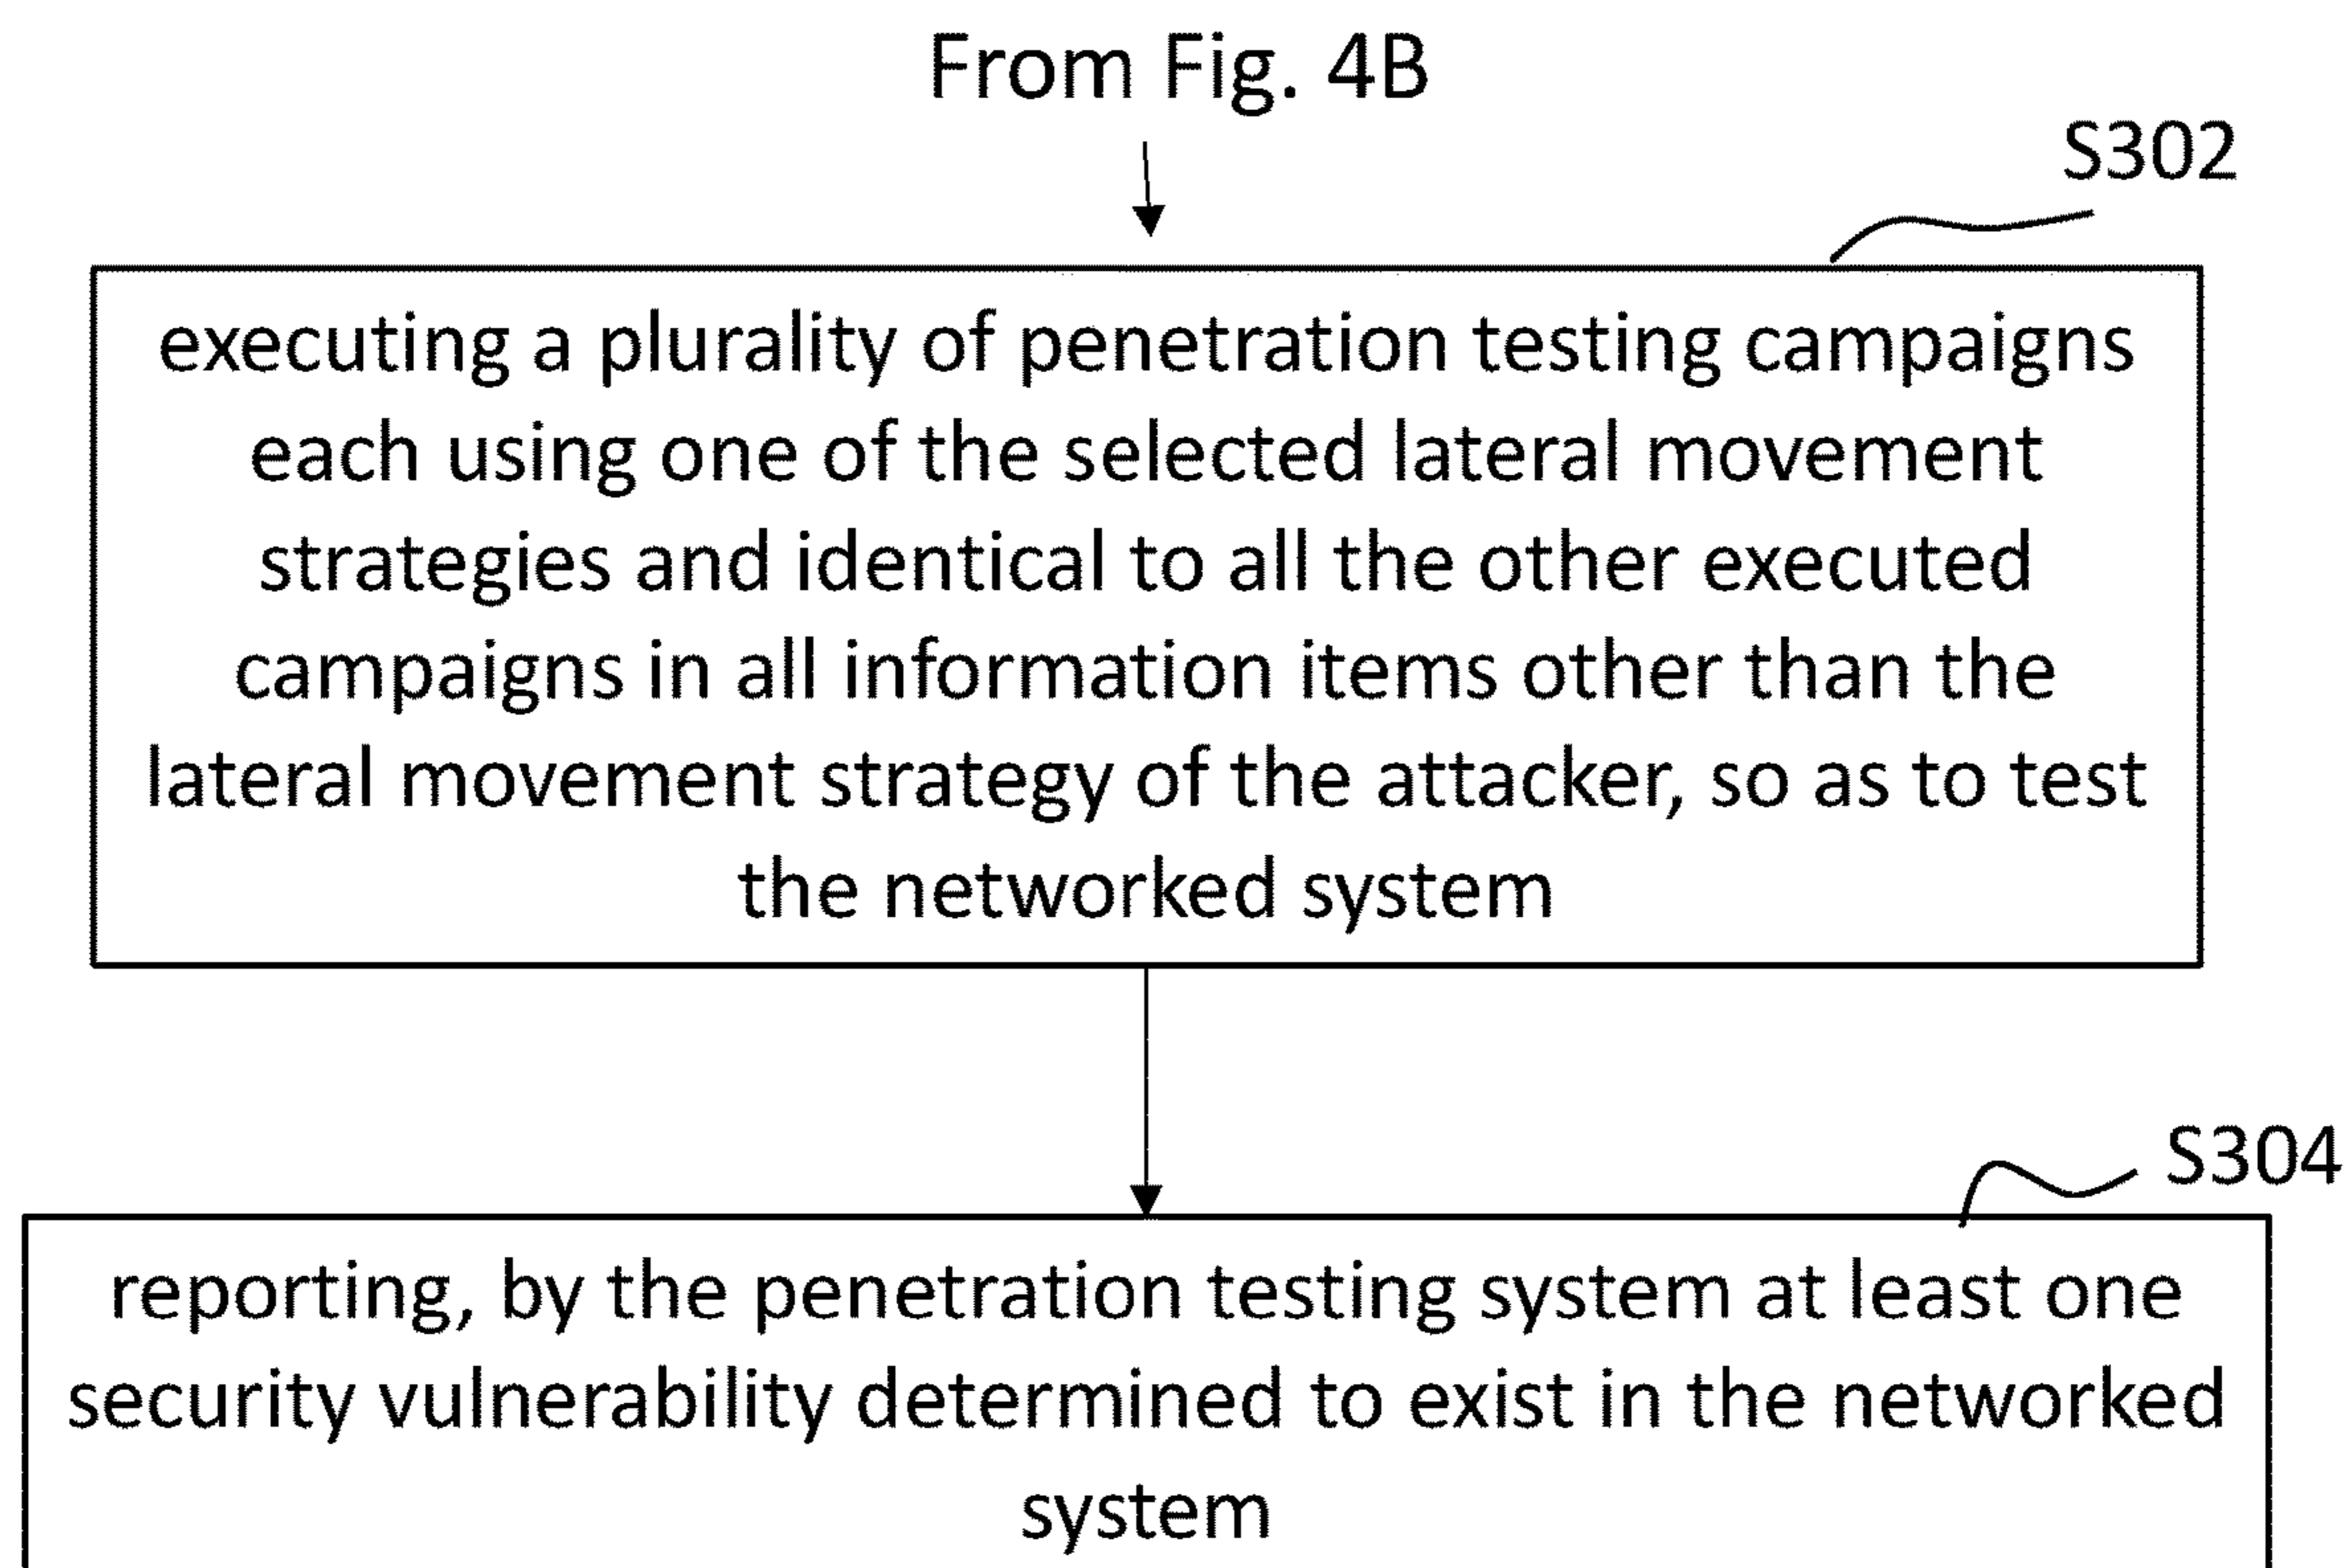 From Fig. 4B
S302
executing a plurality of penetration testing campaigns
each using one of the selected lateral movement
strategies and identical to all the other executed
campaigns in all information items other than the
lateral movement strategy of the attacker, so as to test
the networked system
S304
reporting, by the penetration testing system at least one
security vulnerability determined to exist in the networked
system